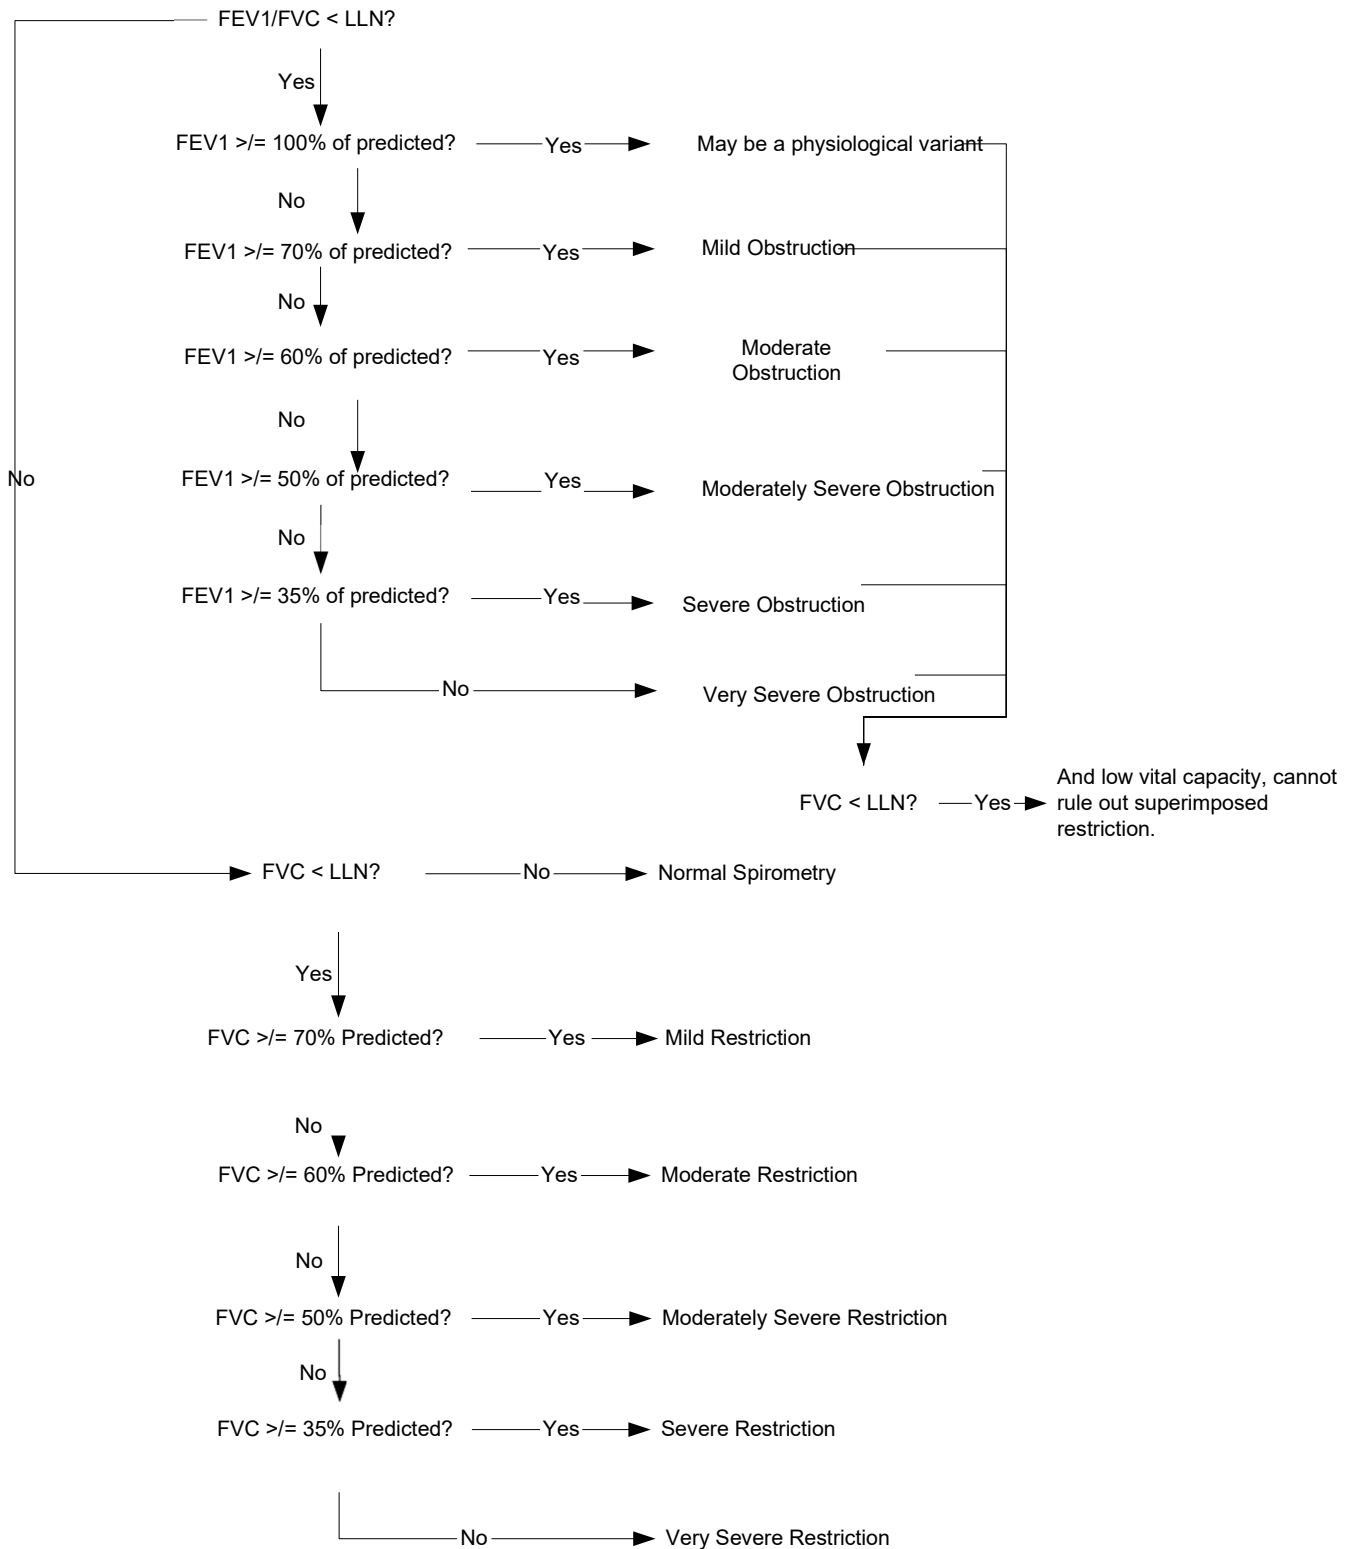 FEV1/FVC < LLN?
Yes
FEV1 >/= 100% of predicted?
Yes
May be a physiological variant
No
FEV1 >/= 70% of predicted?
Yes
Mild Obstruction
No
FEV1 >/= 60% of predicted?
Yes
Moderate
Obstruction
No
No
FEV1 >/= 50% of predicted?
Yes
Moderately Severe Obstruction
No
FEV1 >/= 35% of predicted?
Yes
Severe Obstruction
No
Very Severe Obstruction
FVC < LLN?
Yes
And low vital capacity, cannot
rule out superimposed
restriction.
FVC < LLN?
No
Normal Spirometry
Yes
FVC >/= 70% Predicted?
Yes
Mild Restriction
No
FVC >/= 60% Predicted?
Yes
Moderate Restriction
No
FVC >/= 50% Predicted?
Yes
Moderately Severe Restriction
No
FVC >/= 35% Predicted?
Yes
Severe Restriction
No
Very Severe Restriction